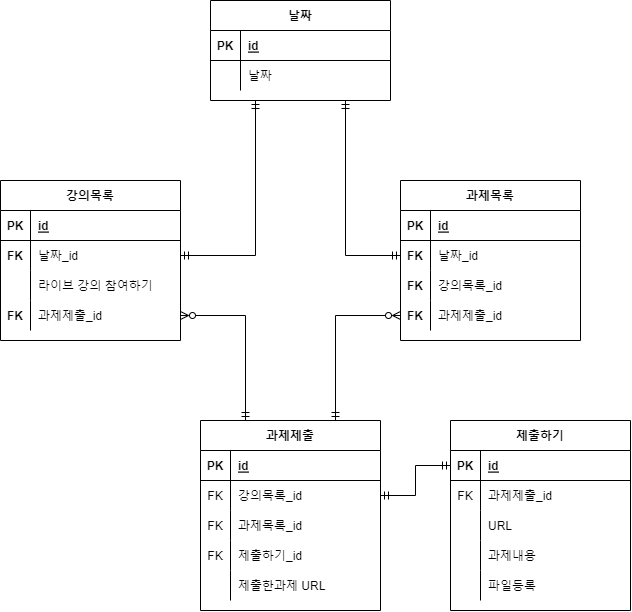 날짜
PK id
날짜
강의목록
PK id
FK 날짜_id
라이브 강의 참여하기
FK 과제제출_id
과제목록
PK id
FK 날짜_id
FK 강의목록_id
FK 과제제출_id
과제제출
PK id
FK 강의목록_id
FK 과제목록_id
FK 제출하기_id
제출한과제 URL
제출하기
PK id
FK 과제제출_id
URL
과제내용
파일등록